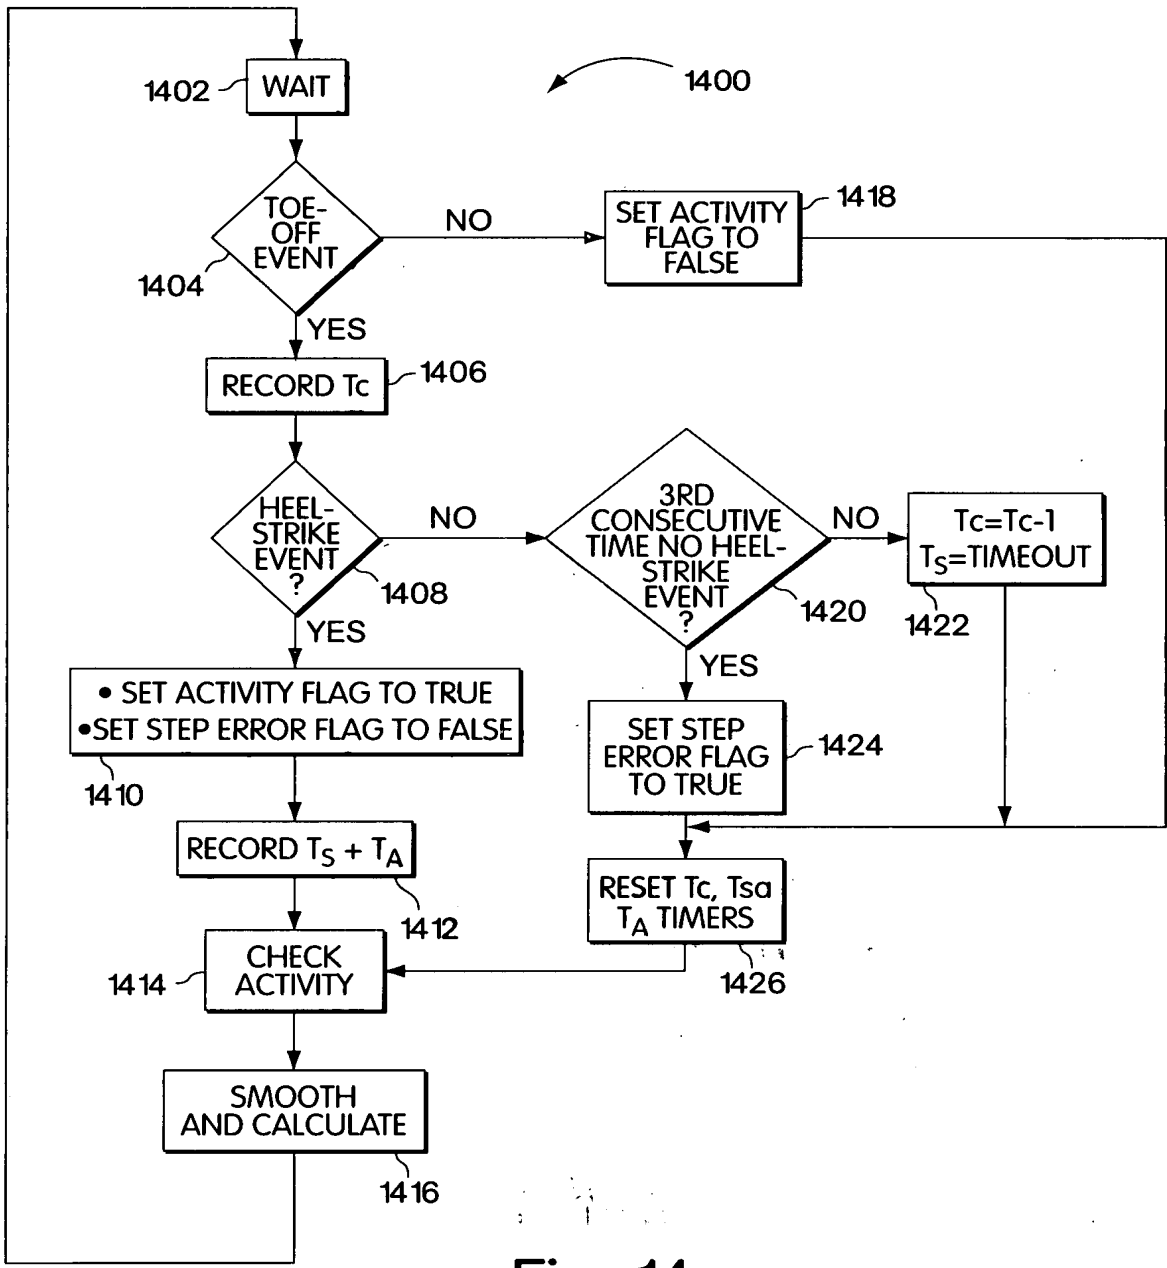 1400
WAIT
1402
TOE-
OFF
EVENT
1404
NO
SET ACTIVITY
FLAG TO
FALSE
1418
YES
RECORD Tc
1406
HEEL-
STRIKE
EVENT
?
1408
NO
3RD
CONSECUTIVE
TIME NO HEEL-
STRIKE
EVENT
?
1420
NO
Tc=Tc-1
TS=TIMEOUT
1422
YES
• SET ACTIVITY FLAG TO TRUE
•SET STEP ERROR FLAG TO FALSE
1410
YES
SET STEP
ERROR FLAG
TO TRUE
1424
RECORD TS + TA
1412
RESET Tc, Tsa
TA TIMERS
1426
CHECK
ACTIVITY
1414
SMOOTH
AND CALCULATE
1416
Fig. 14